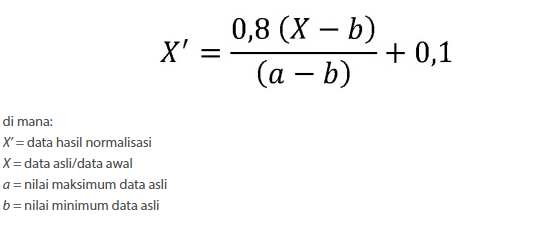 X′ = 0,8 (X − b) / (a − b) + 0,1
di mana:
X′ = data hasil normalisasi
X = data asli/data awal
a = nilai maksimum data asli
b = nilai minimum data asli